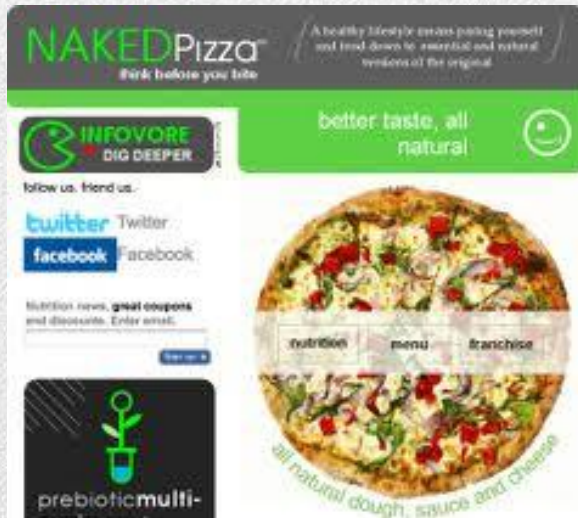 NAKEDPizza
think before you bite
A healthy lifestyle means paring yourself
and food down to essential and natural
versions of the original
better taste, all
natural
INFOVORE
DIG DEEPER
follow us. friend us.
twitter Twitter
facebook Facebook
Nutrition news, great coupons
and discounts. Enter email.
nutrition menu franchise
all natural dough, sauce and cheese
prebioticmulti-